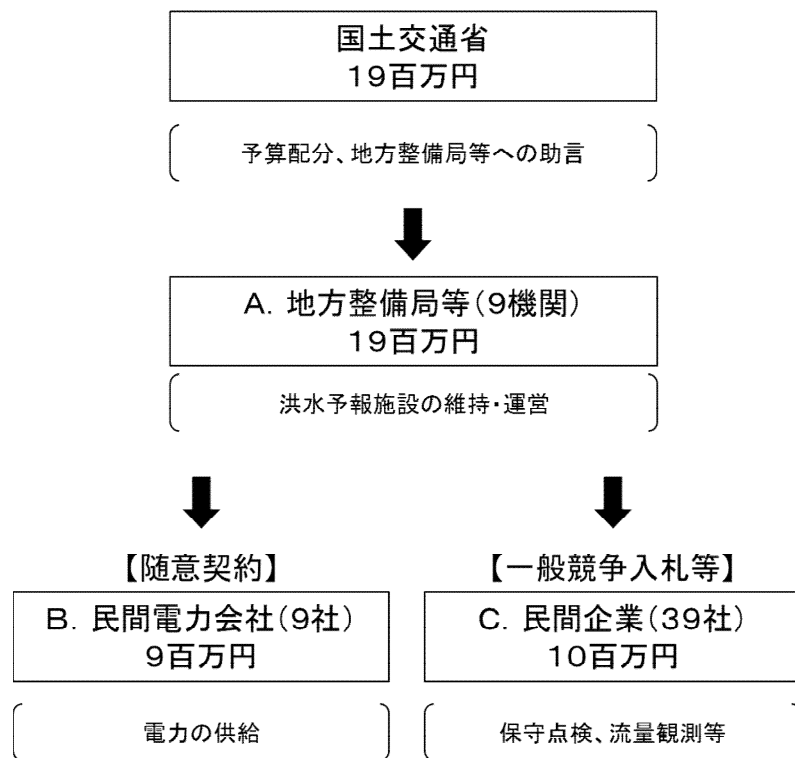 国土交通省
19百万円
予算配分、地方整備局等への助言
A. 地方整備局等(9機関)
19百万円
洪水予報施設の維持・運営
【随意契約】
【一般競争入札等】
B. 民間電力会社(9社)
9百万円
C. 民間企業(39社)
10百万円
電力の供給
保守点検、流量観測等